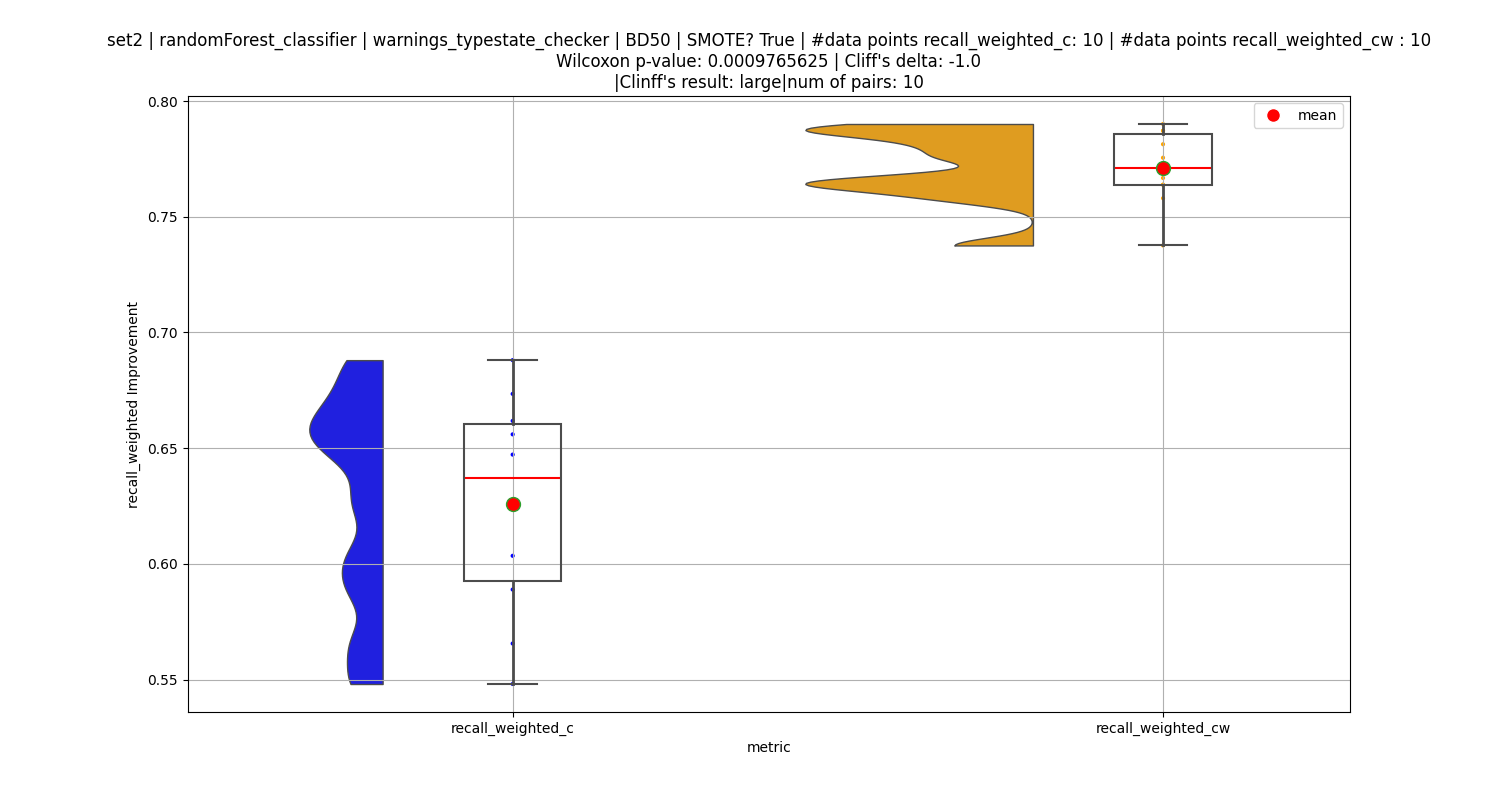 set2 | randomForest_classifier | warnings_typestate_checker | BD50 | SMOTE? True | #data points recall_weighted_c: 10 | #data points recall_weighted_cw : 10
Wilcoxon p-value: 0.0009765625 | Cliff's delta: -1.0
|Clinff's result: large|num of pairs: 10
mean
0.80
0.75
0.70
0.65
0.60
0.55
recall_weighted Improvement
recall_weighted_c
recall_weighted_cw
metric